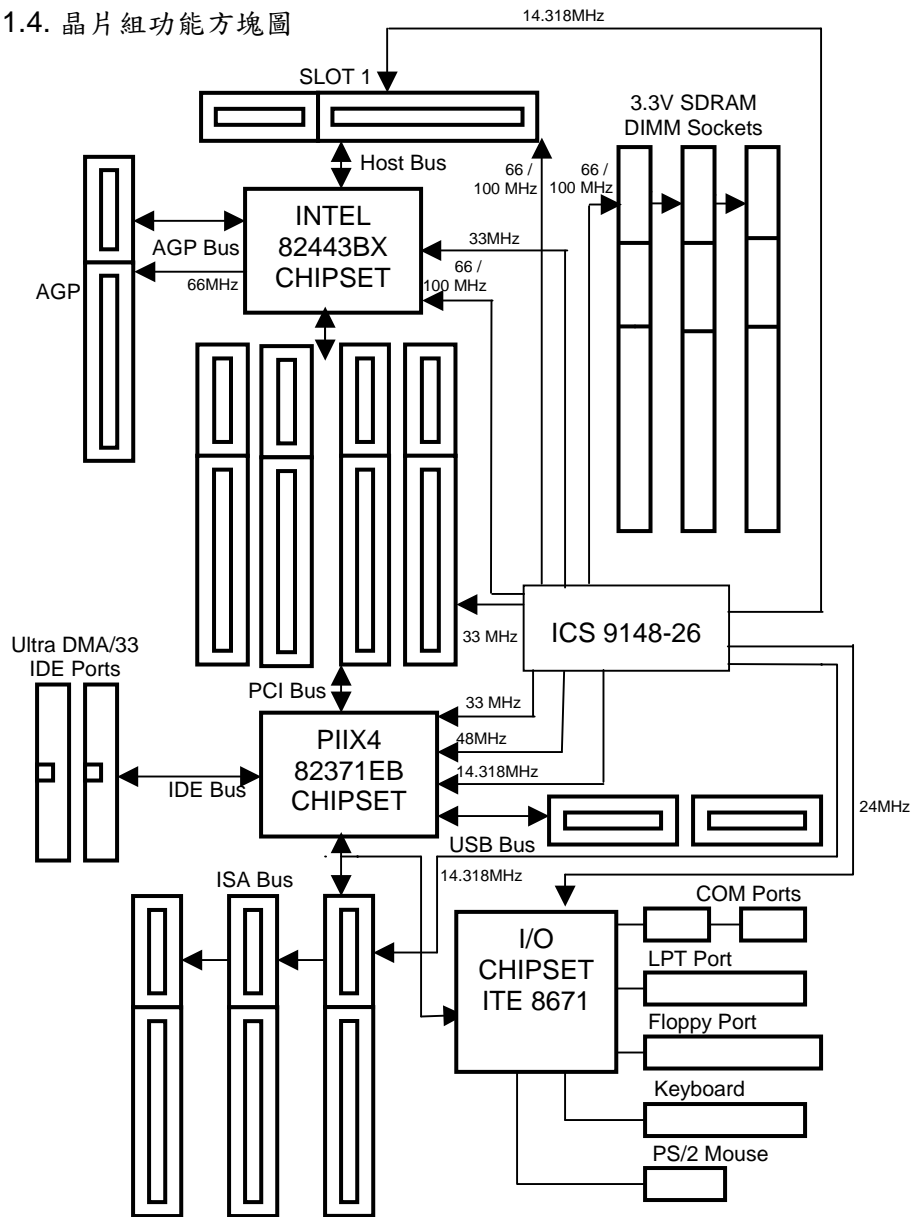 1.4. 晶片組功能方塊圖
14.318MHz
SLOT 1
3.3V SDRAM
DIMM Sockets
Host Bus
66 /
100 MHz
66 /
100 MHz
INTEL
82443BX
CHIPSET
AGP Bus
33MHz
66 /
100 MHz
66MHz
AGP
ICS 9148-26
33 MHz
Ultra DMA/33
IDE Ports
PCI Bus
33 MHz
PIIX4
82371EB
CHIPSET
48MHz
14.318MHz
IDE Bus
24MHz
USB Bus
ISA Bus
14.318MHz
COM Ports
I/O
CHIPSET
ITE 8671
LPT Port
Floppy Port
Keyboard
PS/2 Mouse